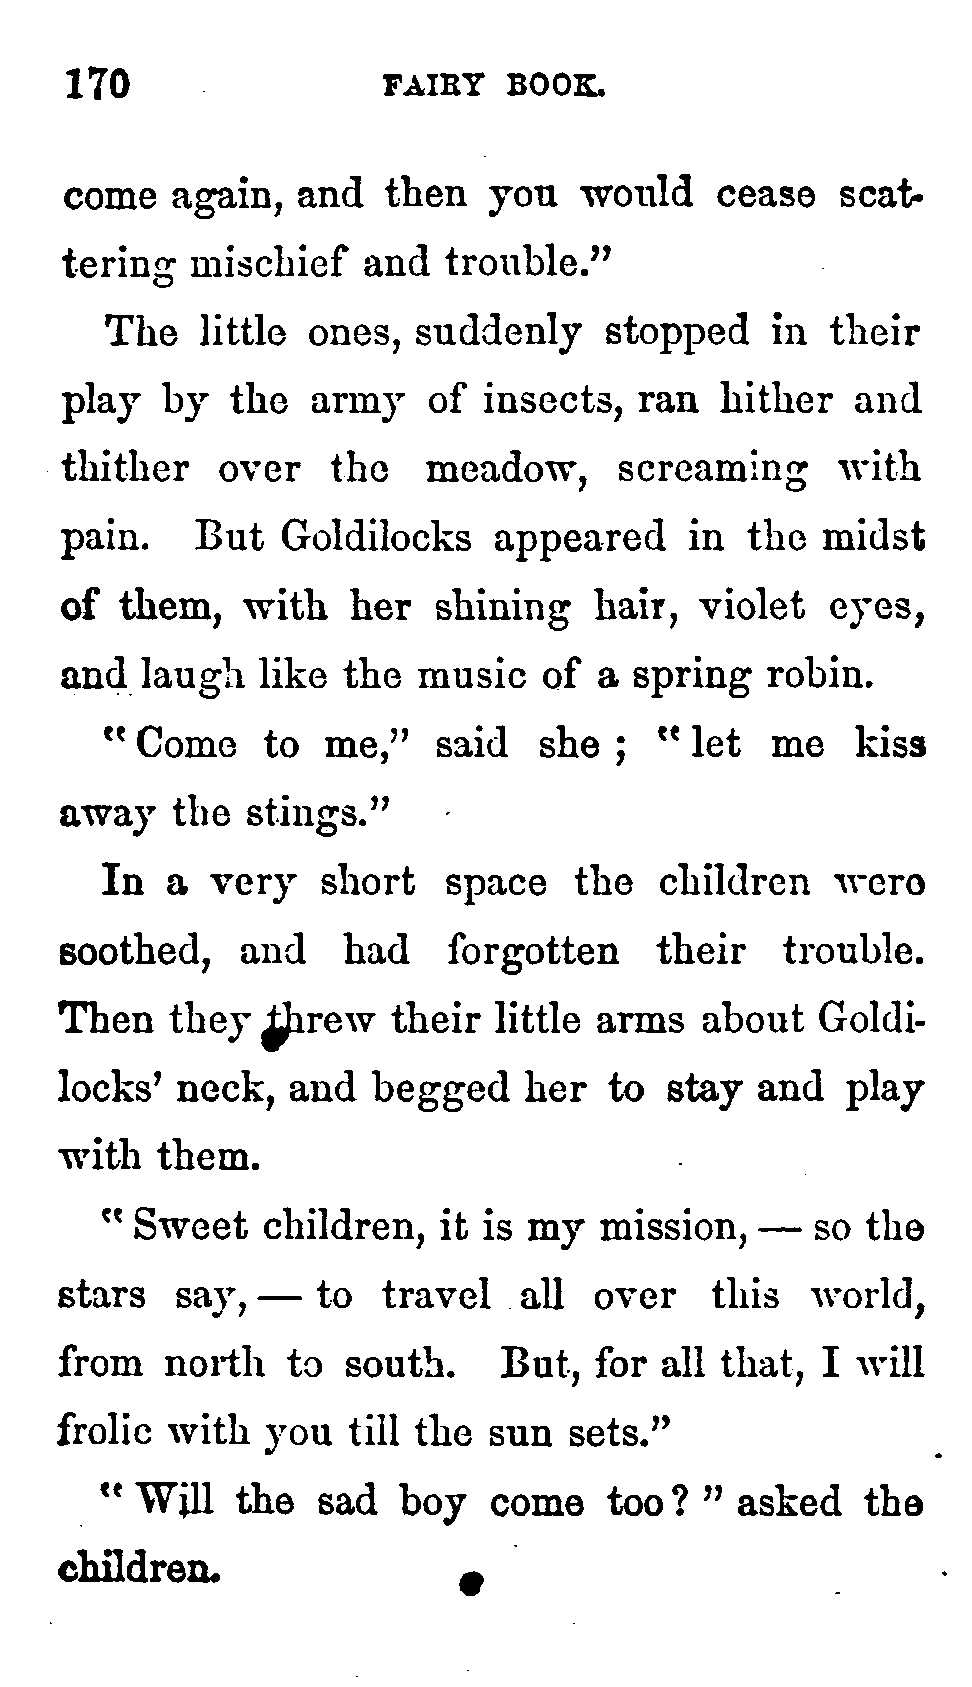 170 FAIRY BOOK.
come again, and then you would cease scat-
tering mischief and trouble."
The little ones, suddenly stopped in their
play by the army of insects, ran hither and
thither over the meadow, screaming with
pain. But Goldilocks appeared in the midst
of them, with her shining hair, violet eyes,
and laugh like the music of a spring robin.
"Come to me," said she ; "let me kiss
away the stings."
In a very short space the children were
soothed, and had forgotten their trouble.
Then they threw their little arms about Goldi-
locks' neck, and begged her to stay and play
with them.
"Sweet children, it is my mission, — so the
stars say, — to travel all over this world,
from north to south. But, for all that, I will
frolic with you till the sun sets."
"Will the sad boy come too?" asked the
children.